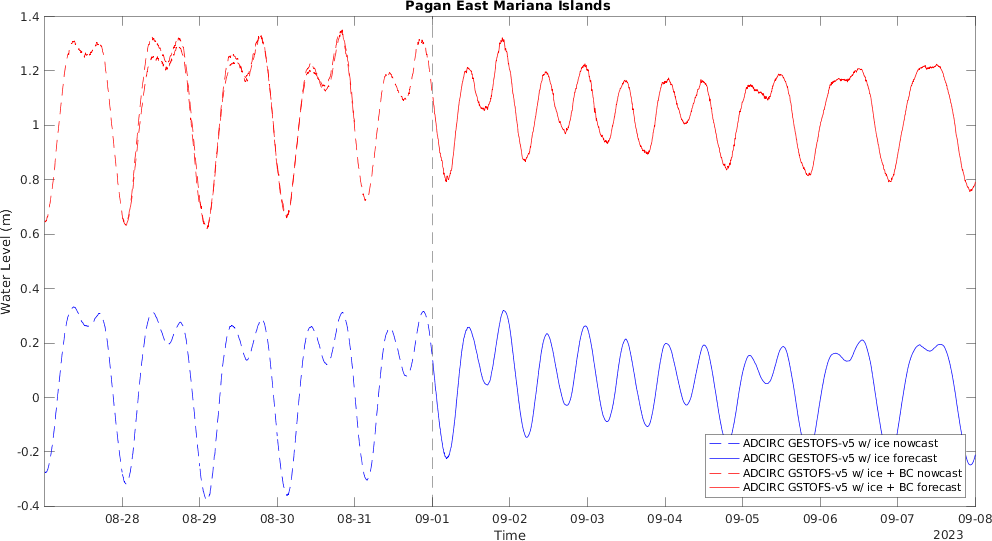 Pagan East Mariana Islands
1.4
1.2
1
0.8
0.6
0.4
0.2
0
-0.2
-0.4
Water Level (m)
ADCIRC GESTOFS-v5 w/ ice nowcast
ADCIRC GESTOFS-v5 w/ ice forecast
ADCIRC GSTOFS-v5 w/ ice + BC nowcast
ADCIRC GSTOFS-v5 w/ ice + BC forecast
08-28 08-29 08-30 08-31 09-01 09-02 09-03 09-04 09-05 09-06 09-07 09-08
Time
2023